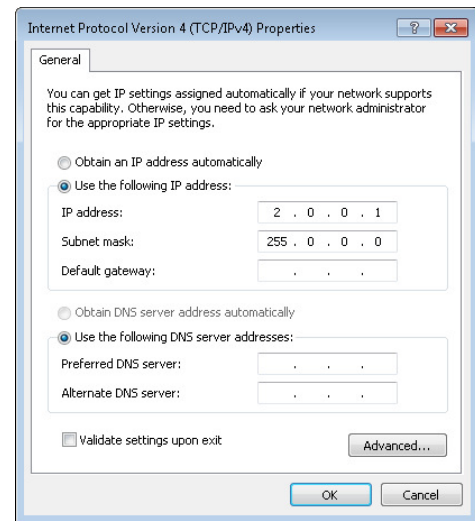 Internet Protocol Version 4 (TCP/IPv4) Properties
General
You can get IP settings assigned automatically if your network supports
this capability. Otherwise, you need to ask your network administrator
for the appropriate IP settings.
Obtain an IP address automatically
Use the following IP address:
IP address: 2 . 0 . 0 . 1
Subnet mask: 255 . 0 . 0 . 0
Default gateway: . . .
Obtain DNS server address automatically
Use the following DNS server addresses:
Preferred DNS server: . . .
Alternate DNS server: . . .
Validate settings upon exit
Advanced...
OK Cancel